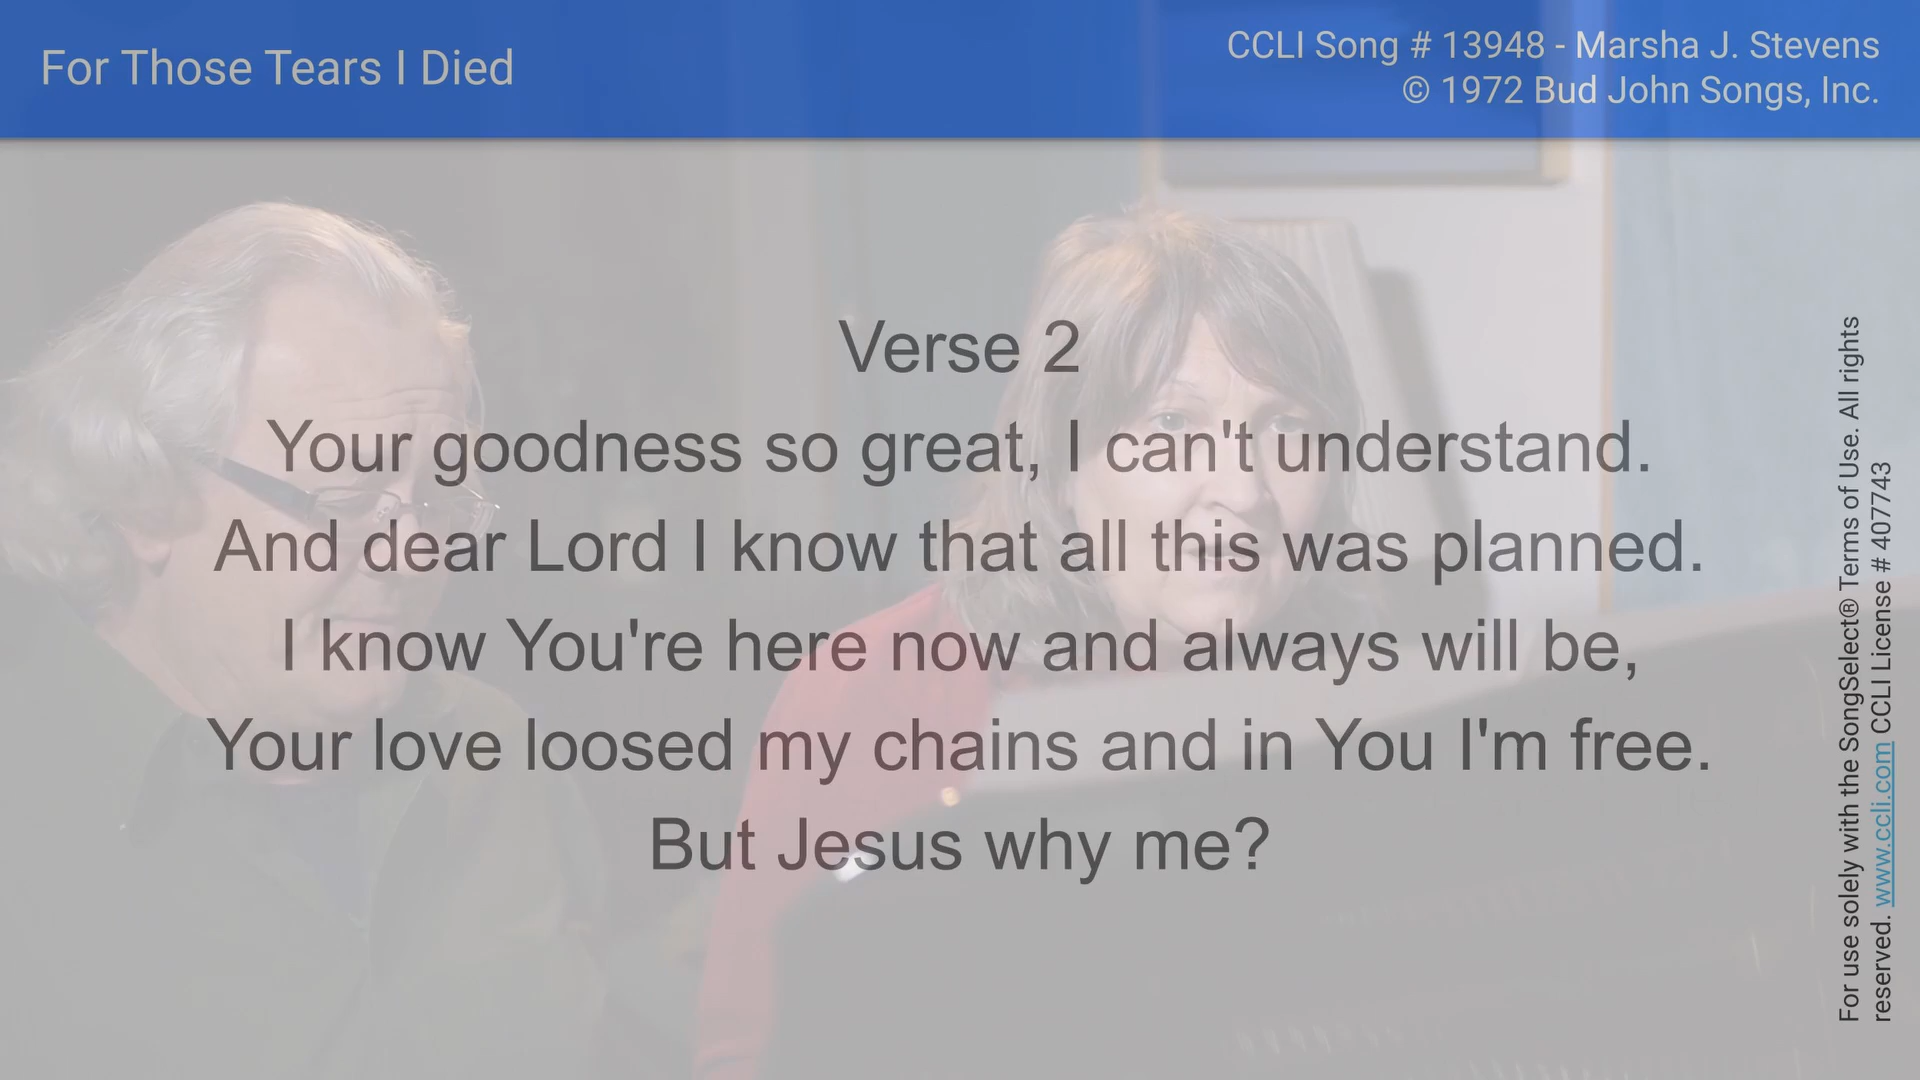 For Those Tears I Died
CCLI Song # 13948 - Marsha J. Stevens
© 1972 Bud John Songs, Inc.
Verse 2
Your goodness so great, I can't understand.
And dear Lord I know that all this was planned.
I know You're here now and always will be,
Your love loosed my chains and in You I'm free.
But Jesus why me?
For use solely with the SongSelect® Terms of Use. All rights
reserved. www.ccli.com CCLI License # 407743